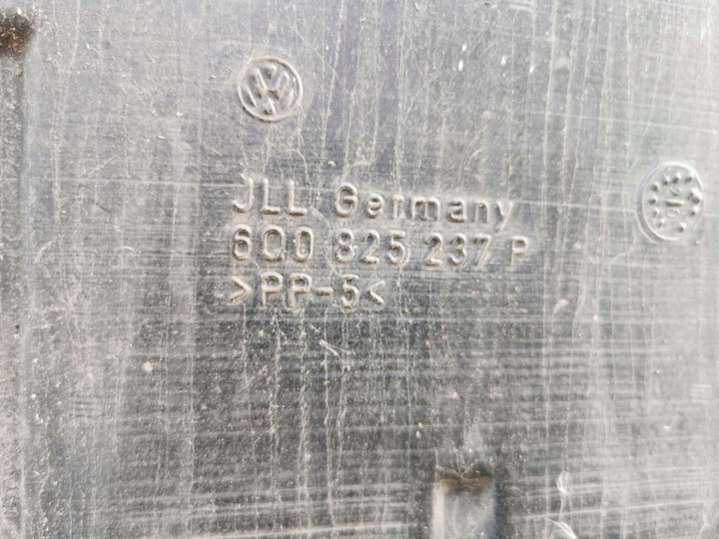 JLL Germany
6Q0 825 237 P
>PP-5<